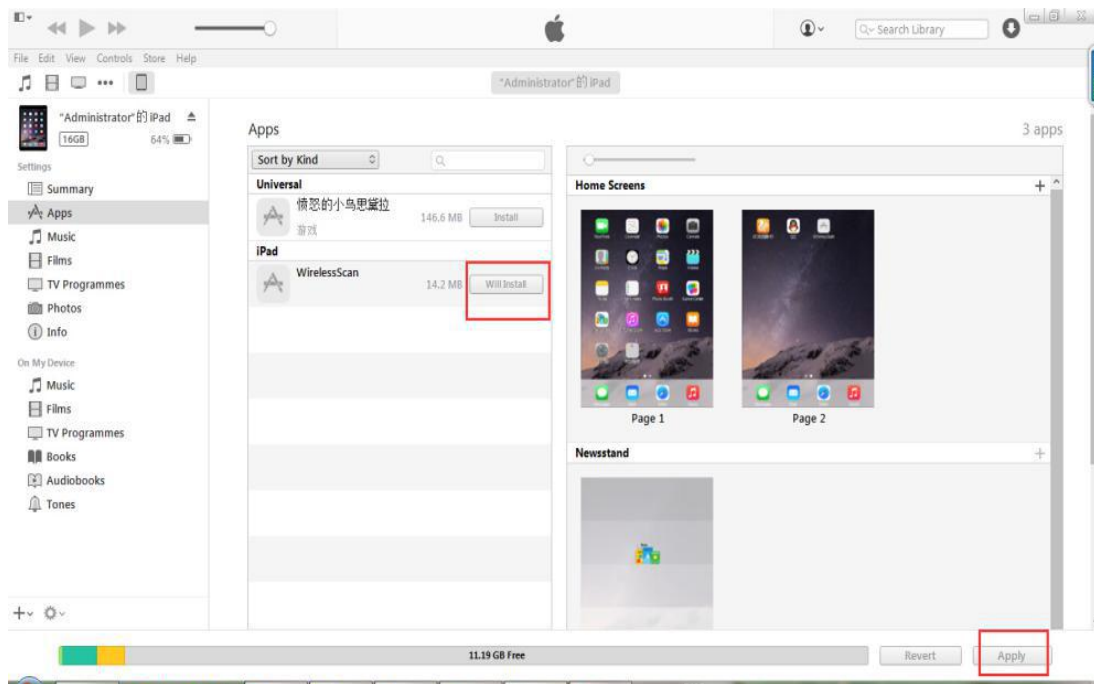 Search Library
File Edit View Controls Store Help
"Administrator"的 iPad
"Administrator"的 iPad
16GB 64%
Settings
Summary
Apps
Music
Films
TV Programmes
Photos
Info
On My Device
Music
Films
TV Programmes
Books
Audiobooks
Tones
Apps
3 apps
Sort by Kind
Universal
愤怒的小鸟思黛拉
游戏
146.6 MB
Install
iPad
WirelessScan
14.2 MB
Will Install
Home Screens
Page 1
Page 2
Newsstand
11.19 GB Free
Revert
Apply